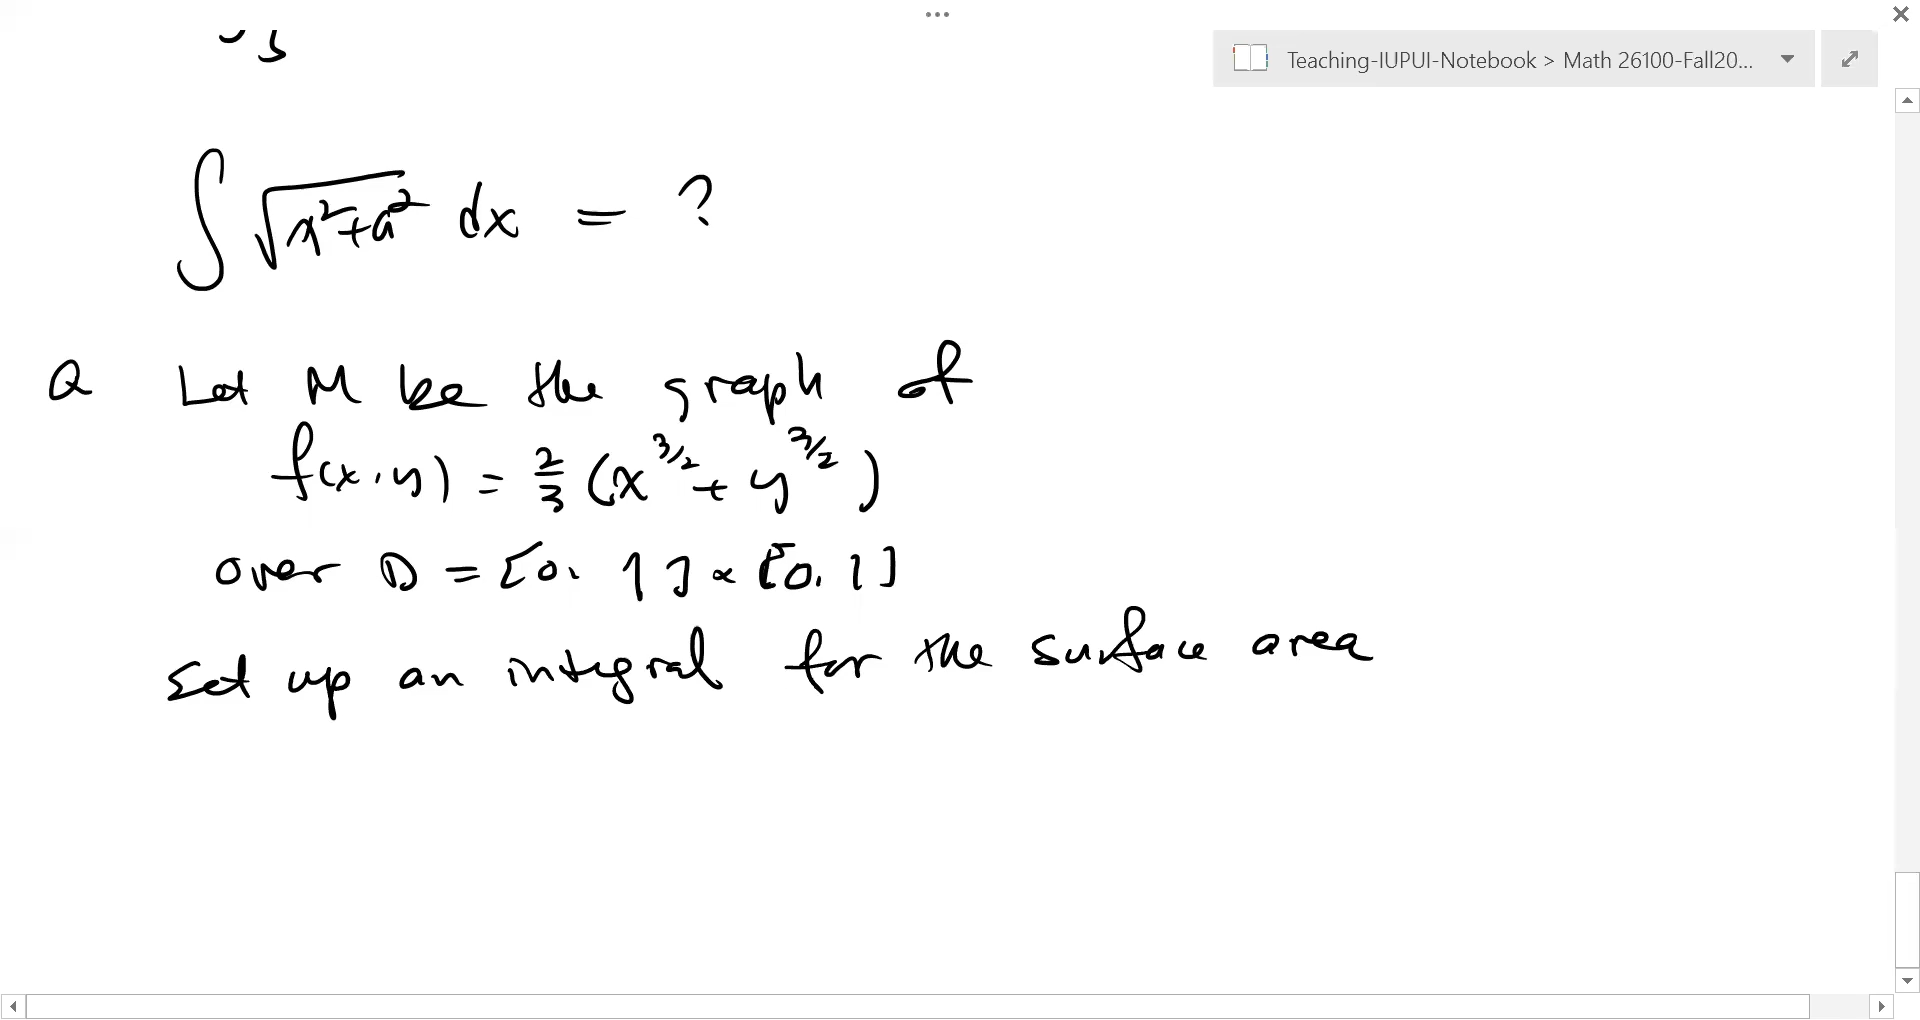 Teaching-IUPUI-Notebook > Math 26100-Fall20...
∫ √(x²+a²) dx = ?
Q Let M be the graph of
f(x,y) = 2/3 (x^3/2 + y^3/2)
over D = [0, 1] × [0, 1]
set up an integral for the surface area